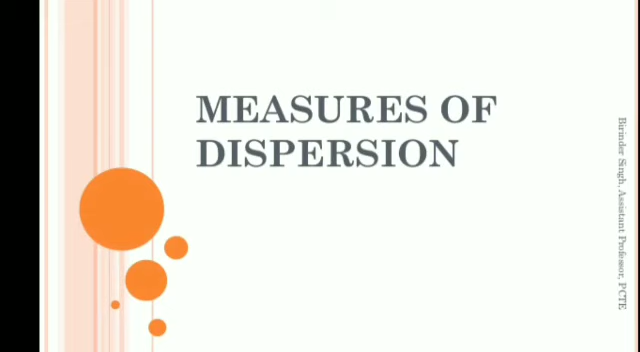 MEASURES OF
DISPERSION
Birinder Singh, Assistant Professor, PCTE